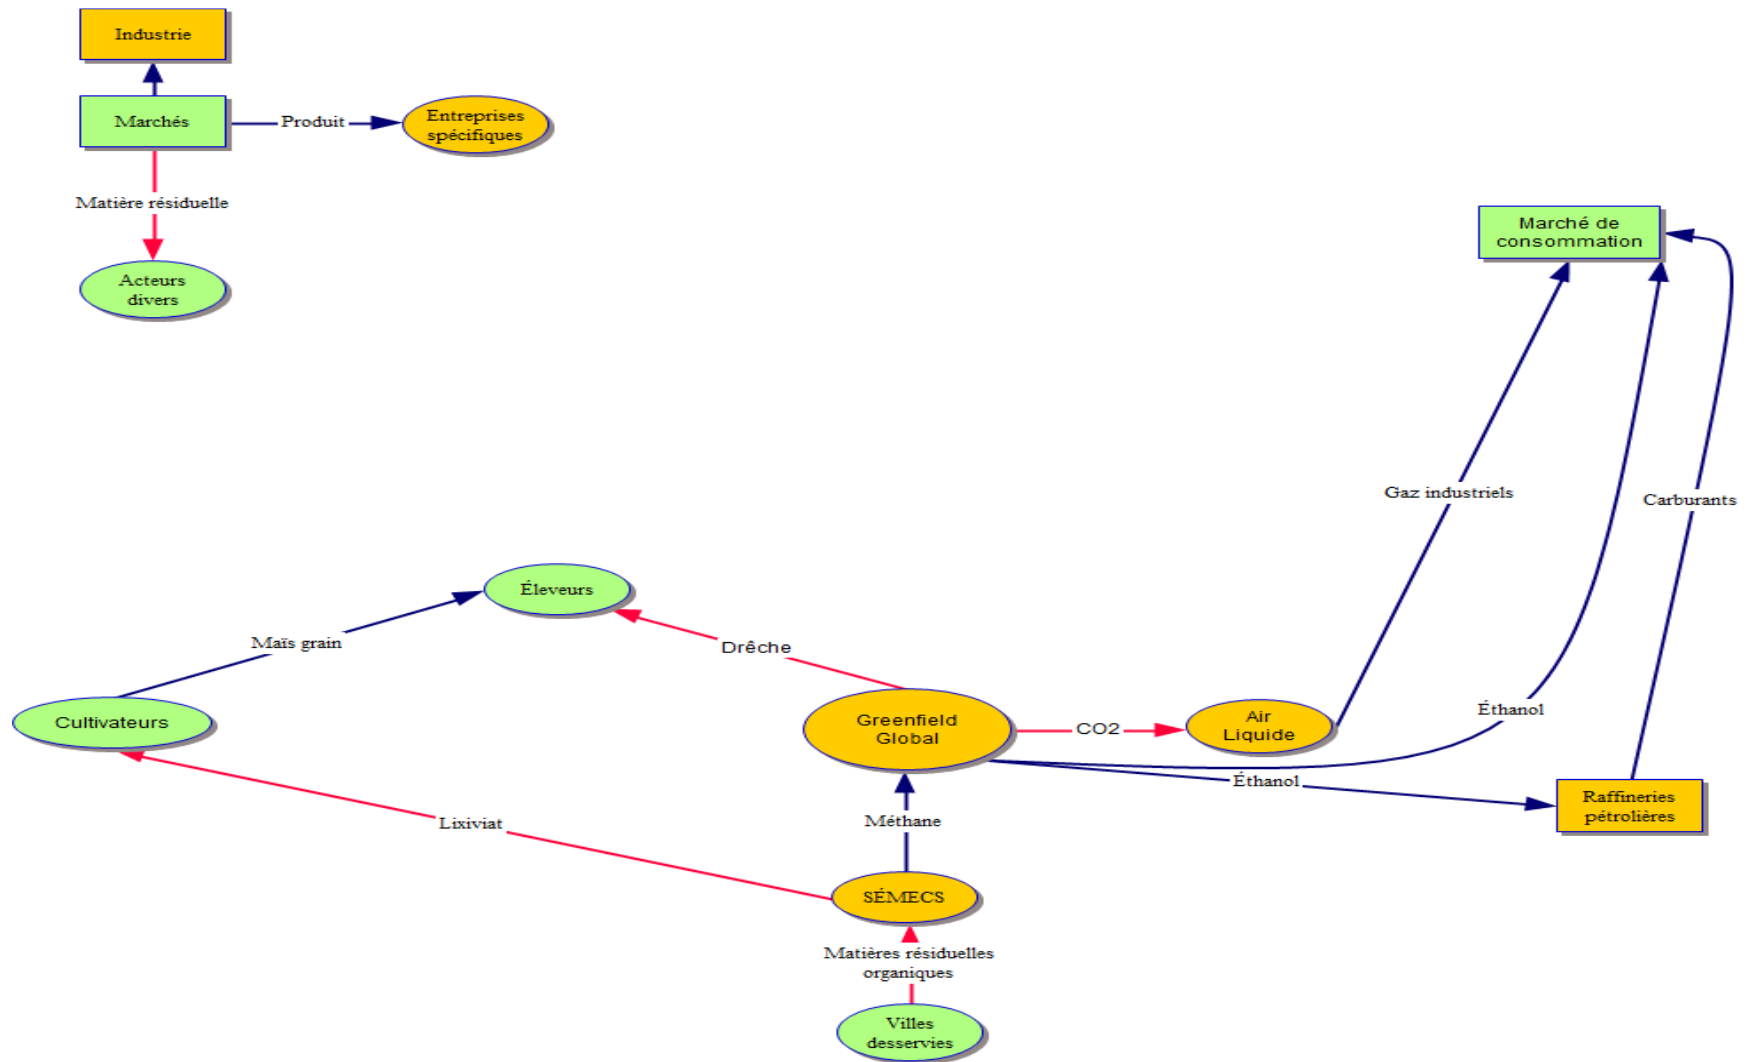 Industrie
Marchés
Produit
Entreprises
spécifiques
Matière résiduelle
Acteurs
divers
Marché de
consommation
Gaz industriels
Carburants
Éleveurs
Maïs grain
Drêche
Cultivateurs
Greenfield
Global
CO2
Air
Liquide
Éthanol
Éthanol
Raffineries
pétrolières
Lixiviat
Méthane
SÉMECS
Matières résiduelles
organiques
Villes
desservies